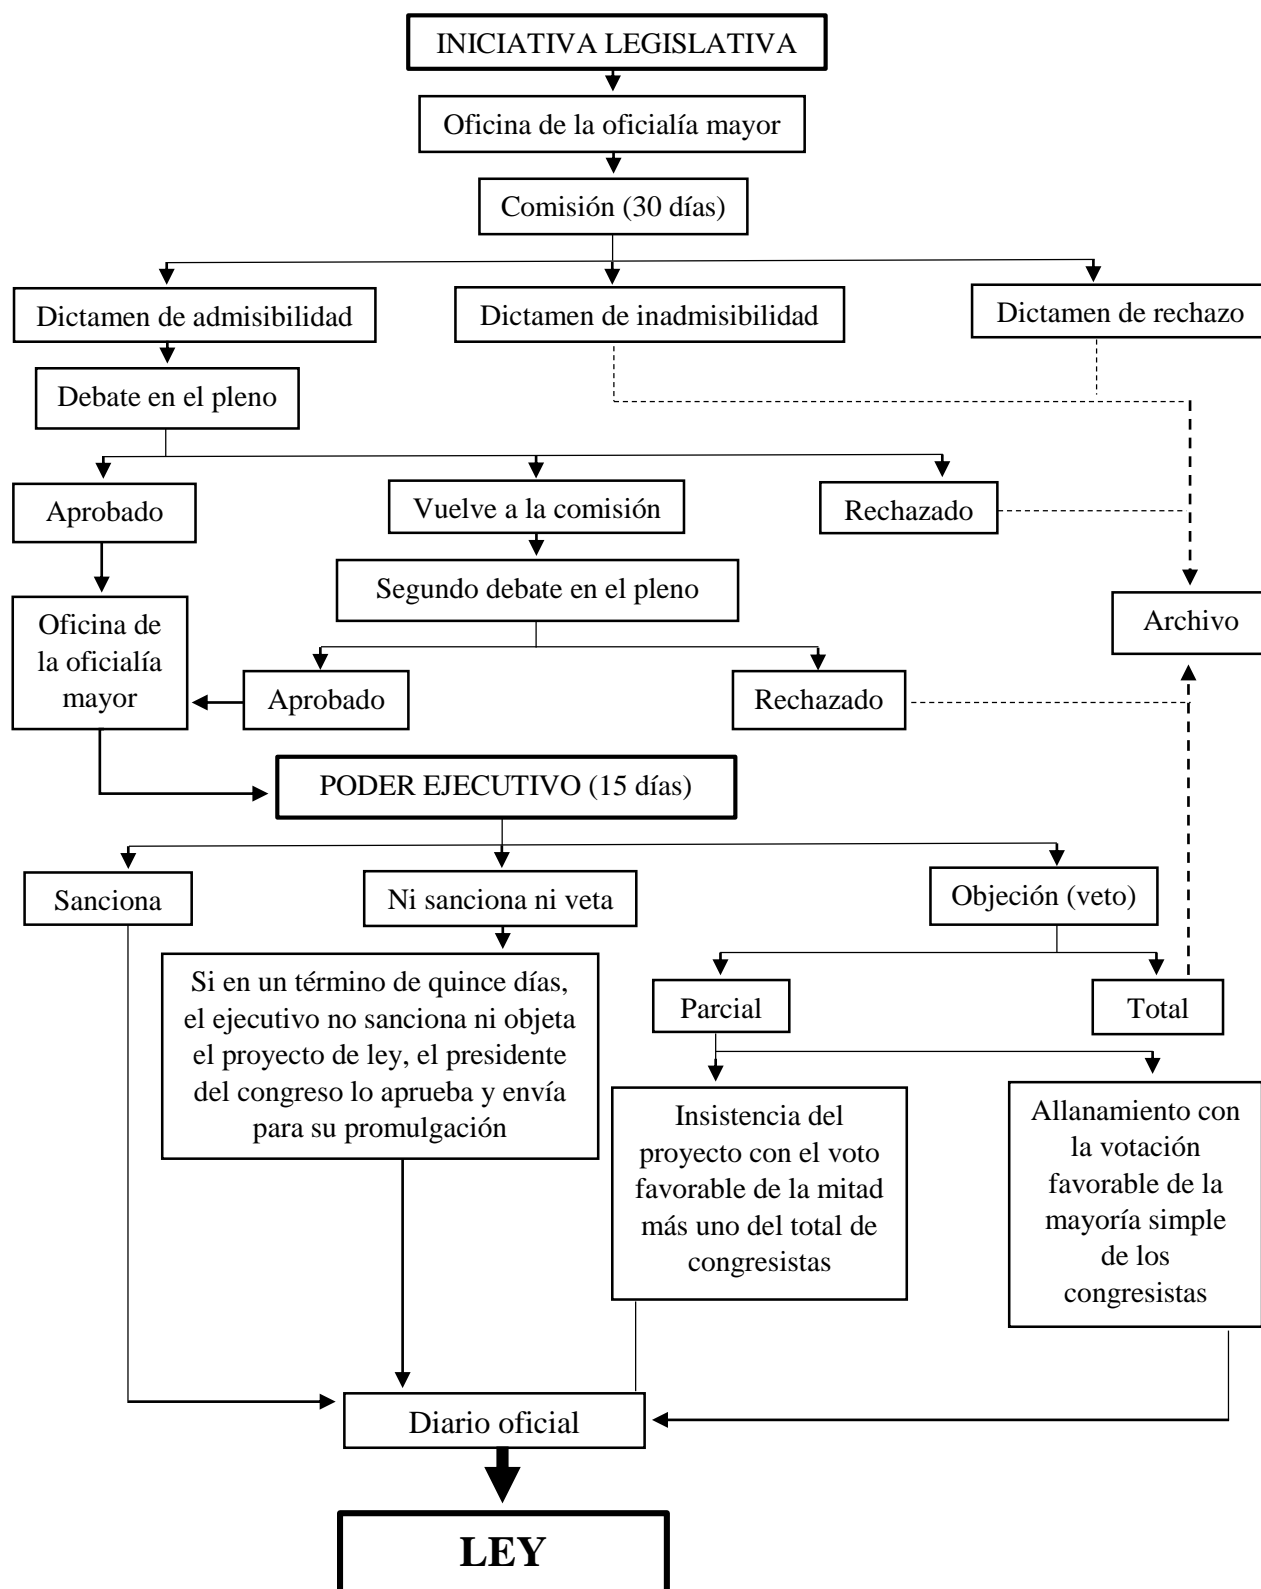 INICIATIVA LEGISLATIVA
Oficina de la oficialía mayor
Comisión (30 días)
Dictamen de admisibilidad
Dictamen de inadmisibilidad
Dictamen de rechazo
Debate en el pleno
Aprobado
Vuelve a la comisión
Rechazado
Segundo debate en el pleno
Oficina de
la oficialía
mayor
Archivo
Aprobado
Rechazado
PODER EJECUTIVO (15 días)
Sanciona
Ni sanciona ni veta
Objeción (veto)
Si en un término de quince días,
el ejecutivo no sanciona ni objeta
el proyecto de ley, el presidente
del congreso lo aprueba y envía
para su promulgación
Parcial
Total
Insistencia del
proyecto con el voto
favorable de la mitad
más uno del total de
congresistas
Allanamiento con
la votación
favorable de la
mayoría simple
de los
congresistas
Diario oficial
LEY